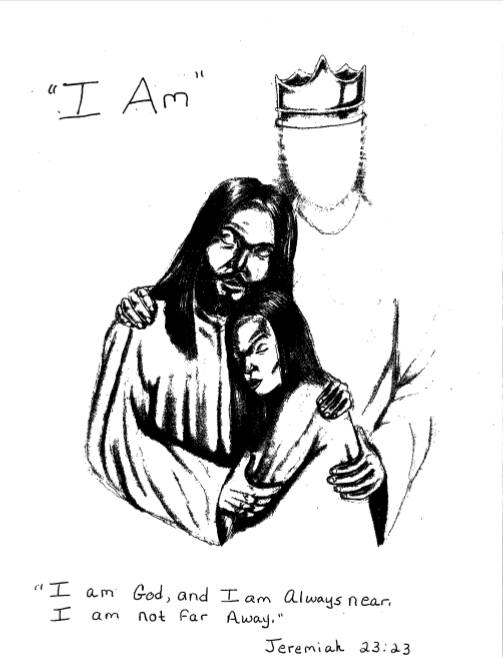 "I Am"
"I am God, and I am Always near.
I am not Far Away."
Jeremiah 23:23